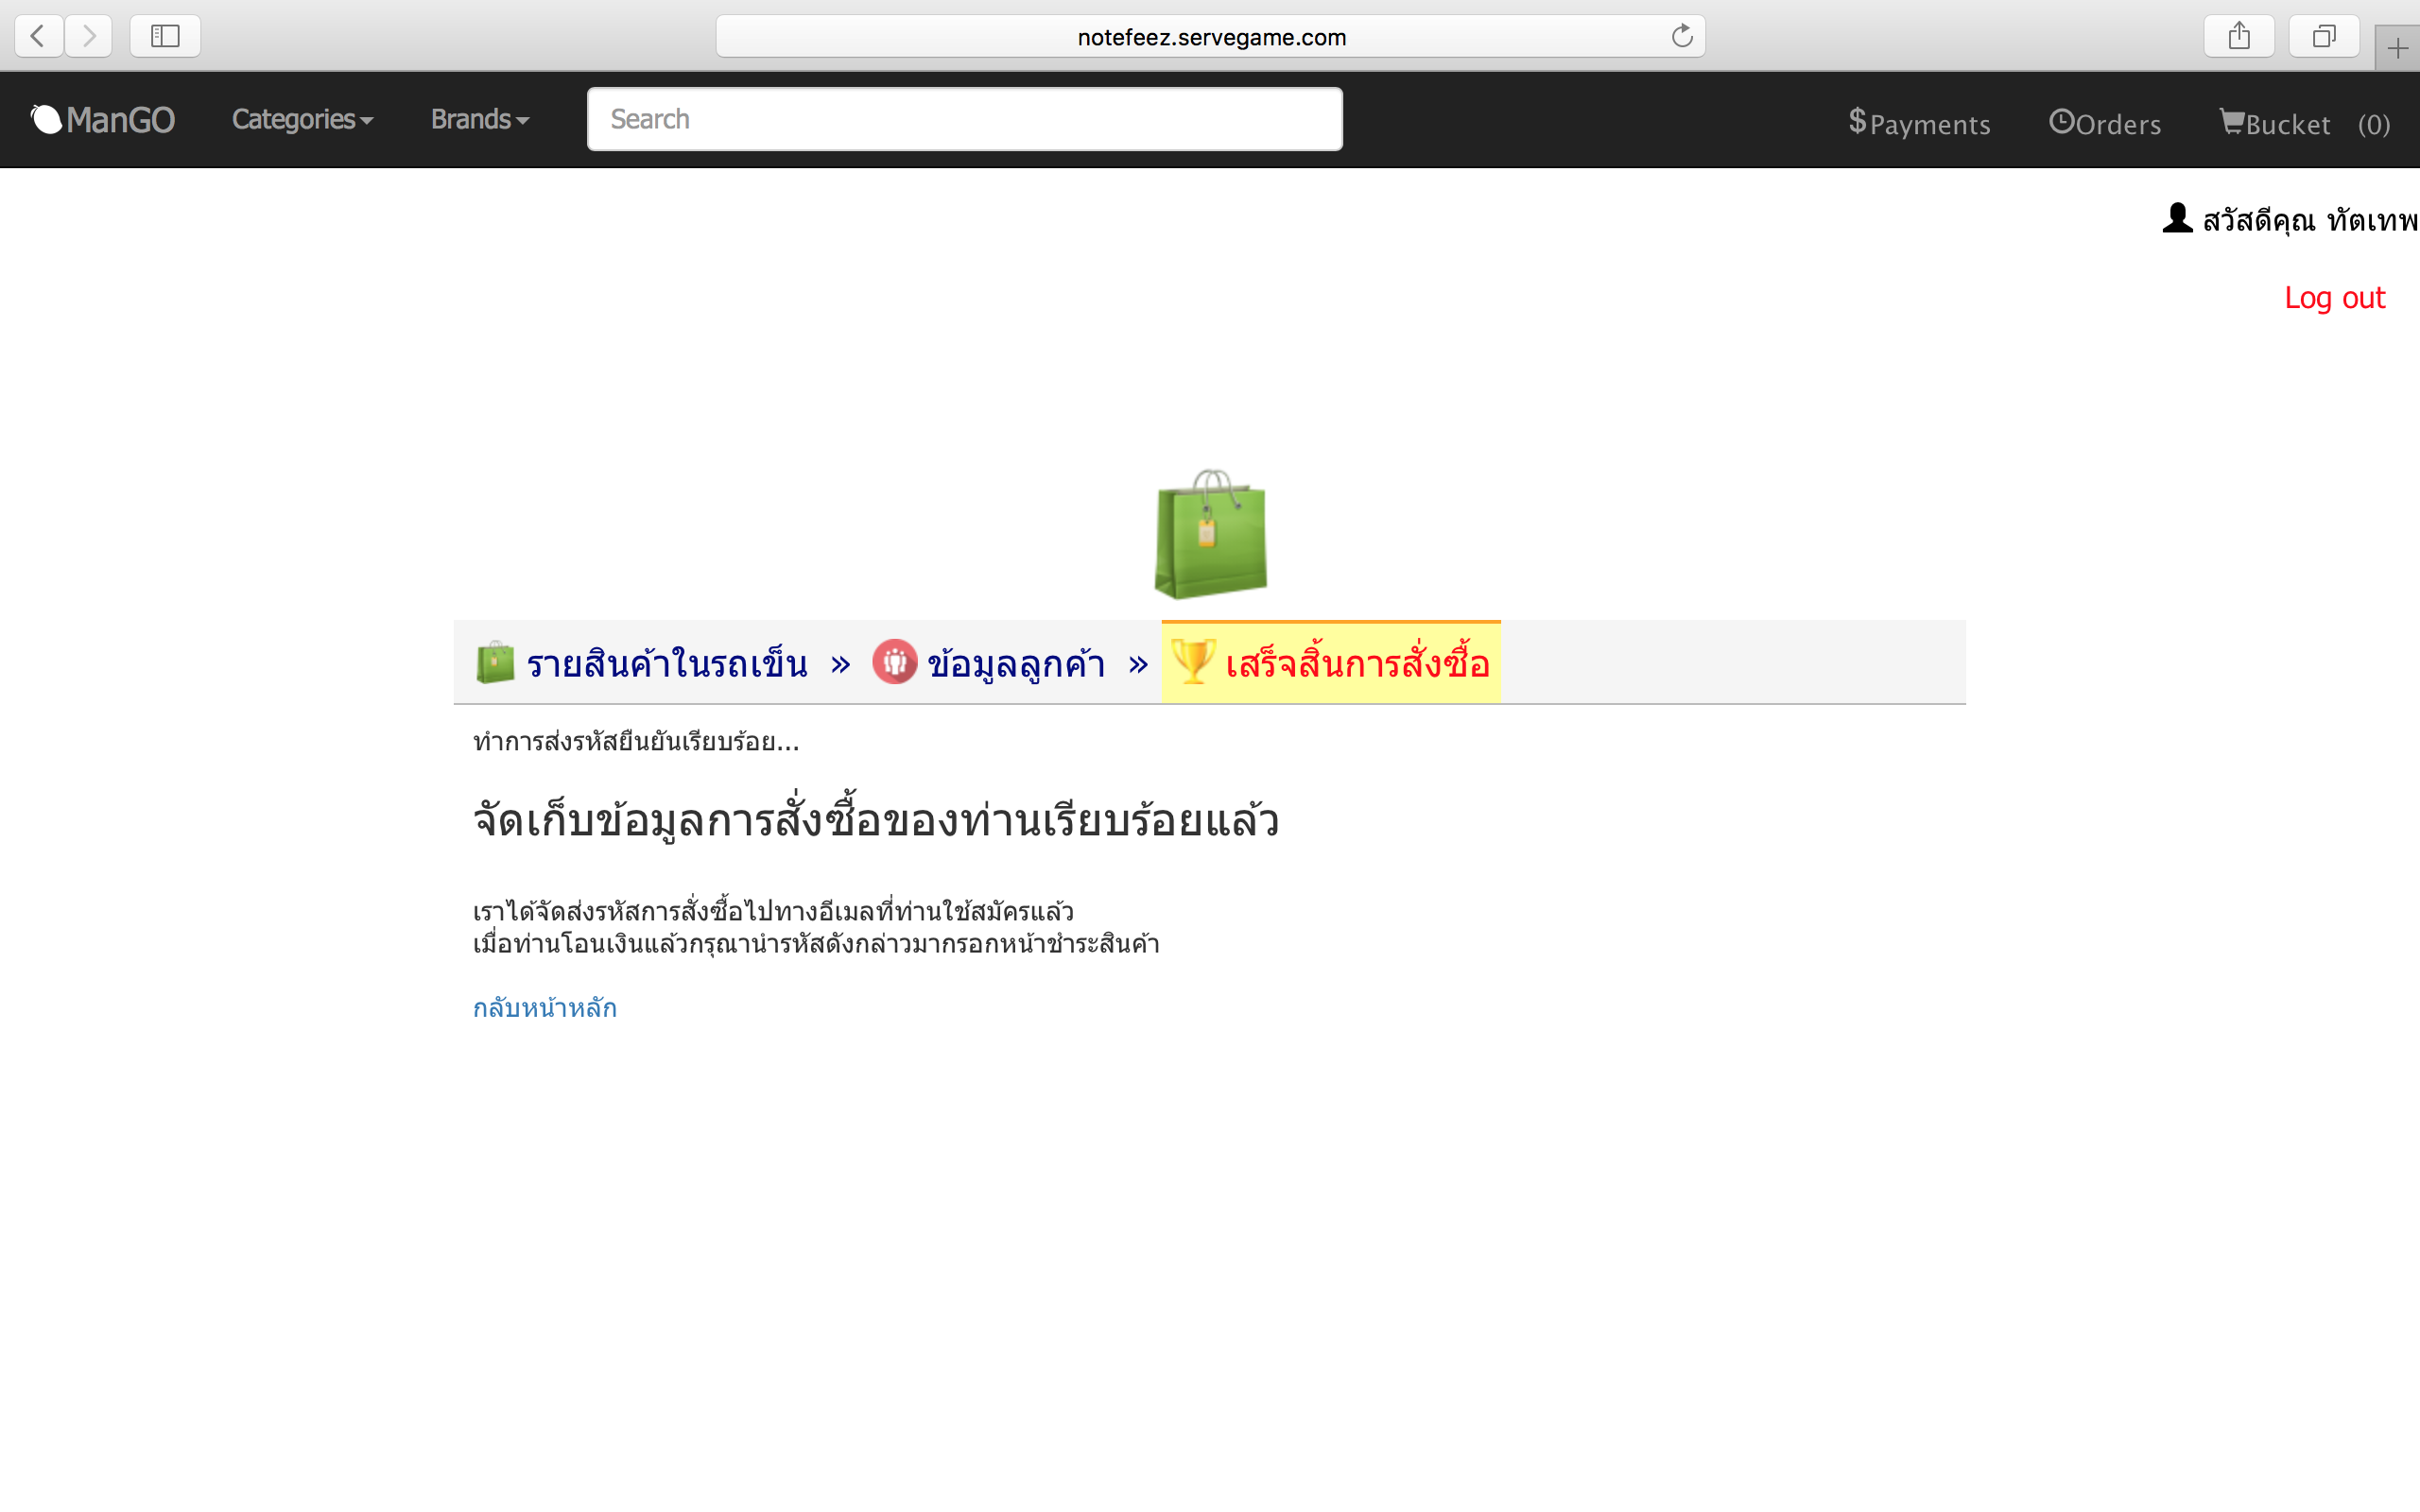 notefeez.servegame.com
ManGO Categories Brands Search $Payments Orders Bucket (0)
สวัสดีคุณ ทัตเทพ
Log out
รายสินค้าในรถเข็น » ข้อมูลลูกค้า » เสร็จสิ้นการสั่งซื้อ
ทำการส่งรหัสยืนยันเรียบร้อย...
จัดเก็บข้อมูลการสั่งซื้อของท่านเรียบร้อยแล้ว
เราได้จัดส่งรหัสการสั่งซื้อไปทางอีเมลที่ท่านใช้สมัครแล้ว
เมื่อท่านโอนเงินแล้วกรุณานำรหัสดังกล่าวมากรอกหน้าชำระสินค้า
กลับหน้าหลัก